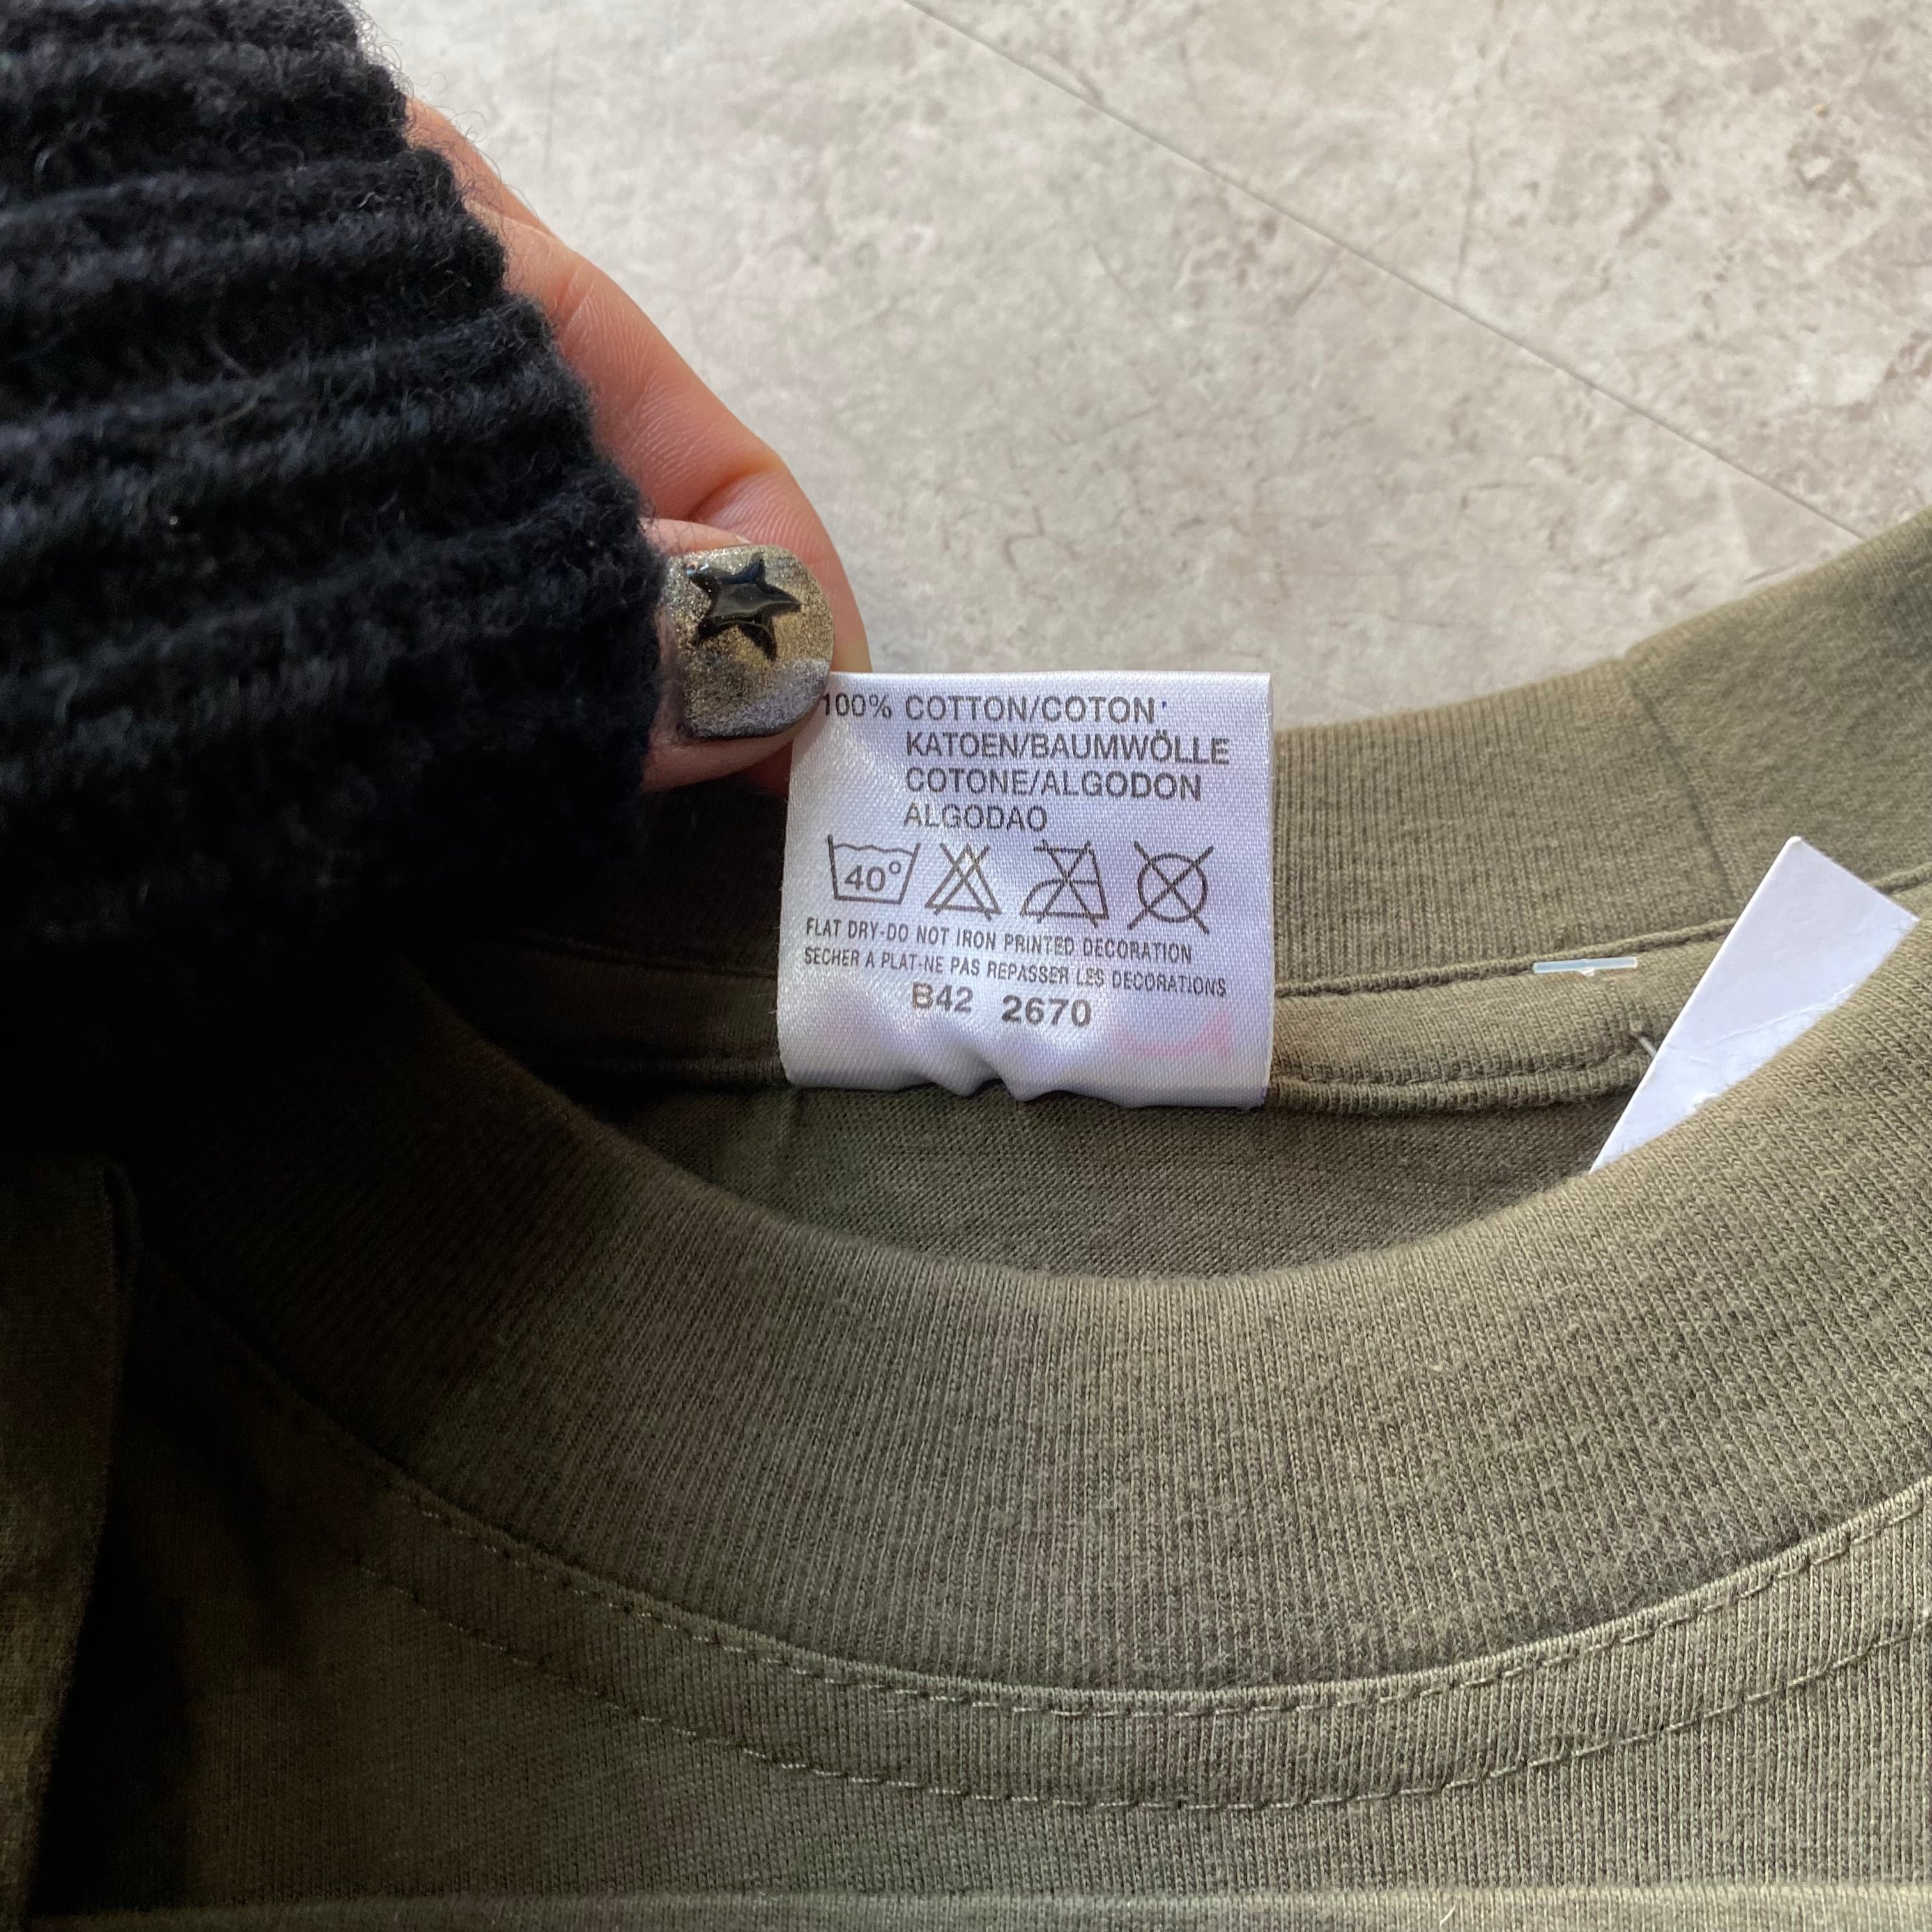 100% COTTON/COTON
KATOEN/BAUMWÖLLE
COTONE/ALGODON
ALGODAO
40°
FLAT DRY-DO NOT IRON PRINTED DECORATION
SECHER A PLAT-NE PAS REPASSER LES DECORATIONS
B42 2670